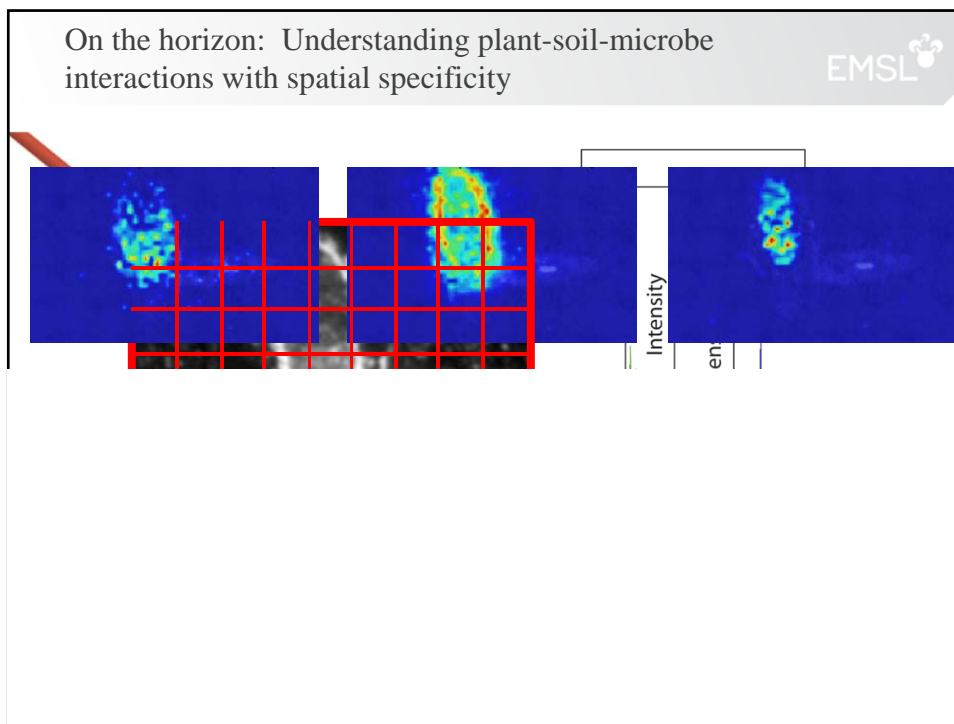 On the horizon: Understanding plant-soil-microbe
interactions with spatial specificity
EMSL
Intensity